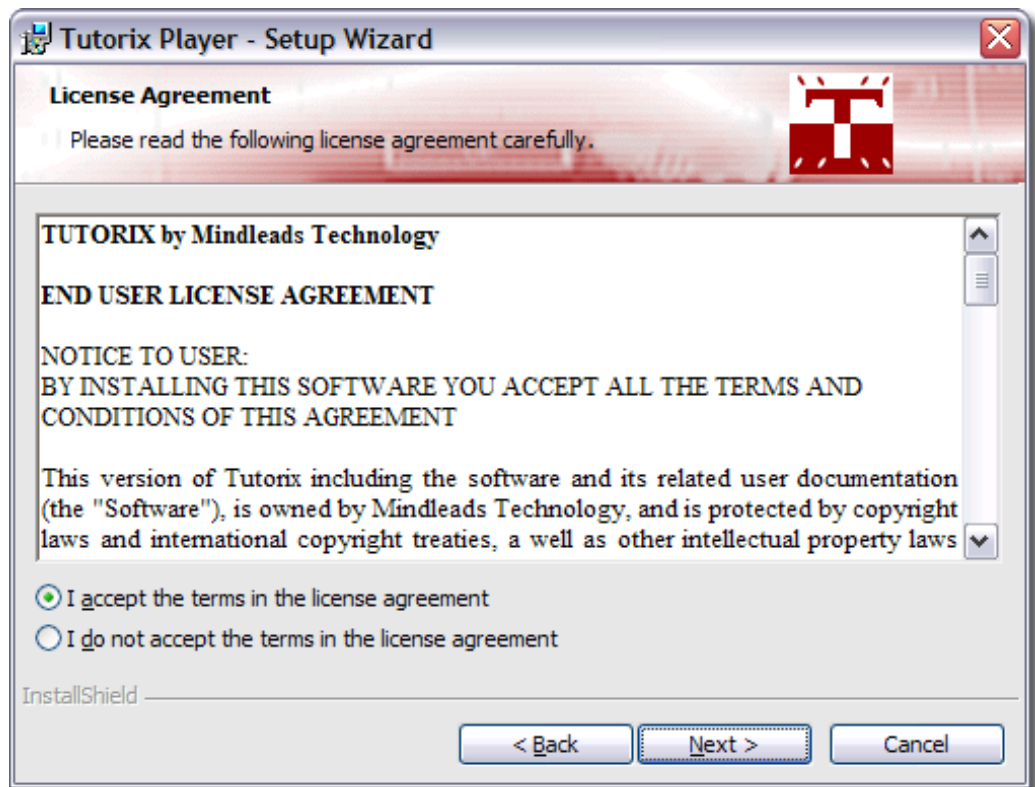 Tutorix Player - Setup Wizard
License Agreement
Please read the following license agreement carefully.
T
TUTORIX by Mindleads Technology
END USER LICENSE AGREEMENT
NOTICE TO USER:
BY INSTALLING THIS SOFTWARE YOU ACCEPT ALL THE TERMS AND
CONDITIONS OF THIS AGREEMENT
This version of Tutorix including the software and its related user documentation
(the "Software"), is owned by Mindleads Technology, and is protected by copyright
laws and international copyright treaties, a well as other intellectual property laws
I accept the terms in the license agreement
I do not accept the terms in the license agreement
InstallShield
< Back Next > Cancel